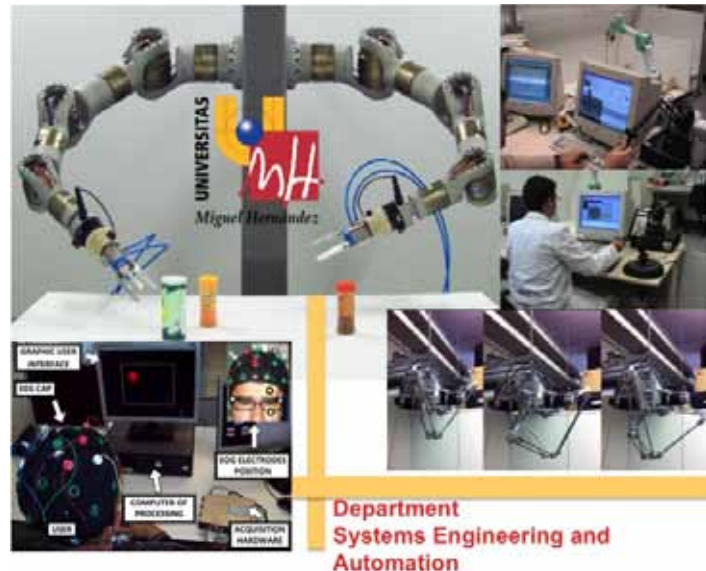 UNIVERSITAS
Miguel Hernández
GRAPHIC USER
INTERFACE
EEG CAP
EOG ELECTRODES
POSITION
COMPUTER OF
PROCESSING
USER
ACQUISITION
HARDWARE
Department
Systems Engineering and
Automation